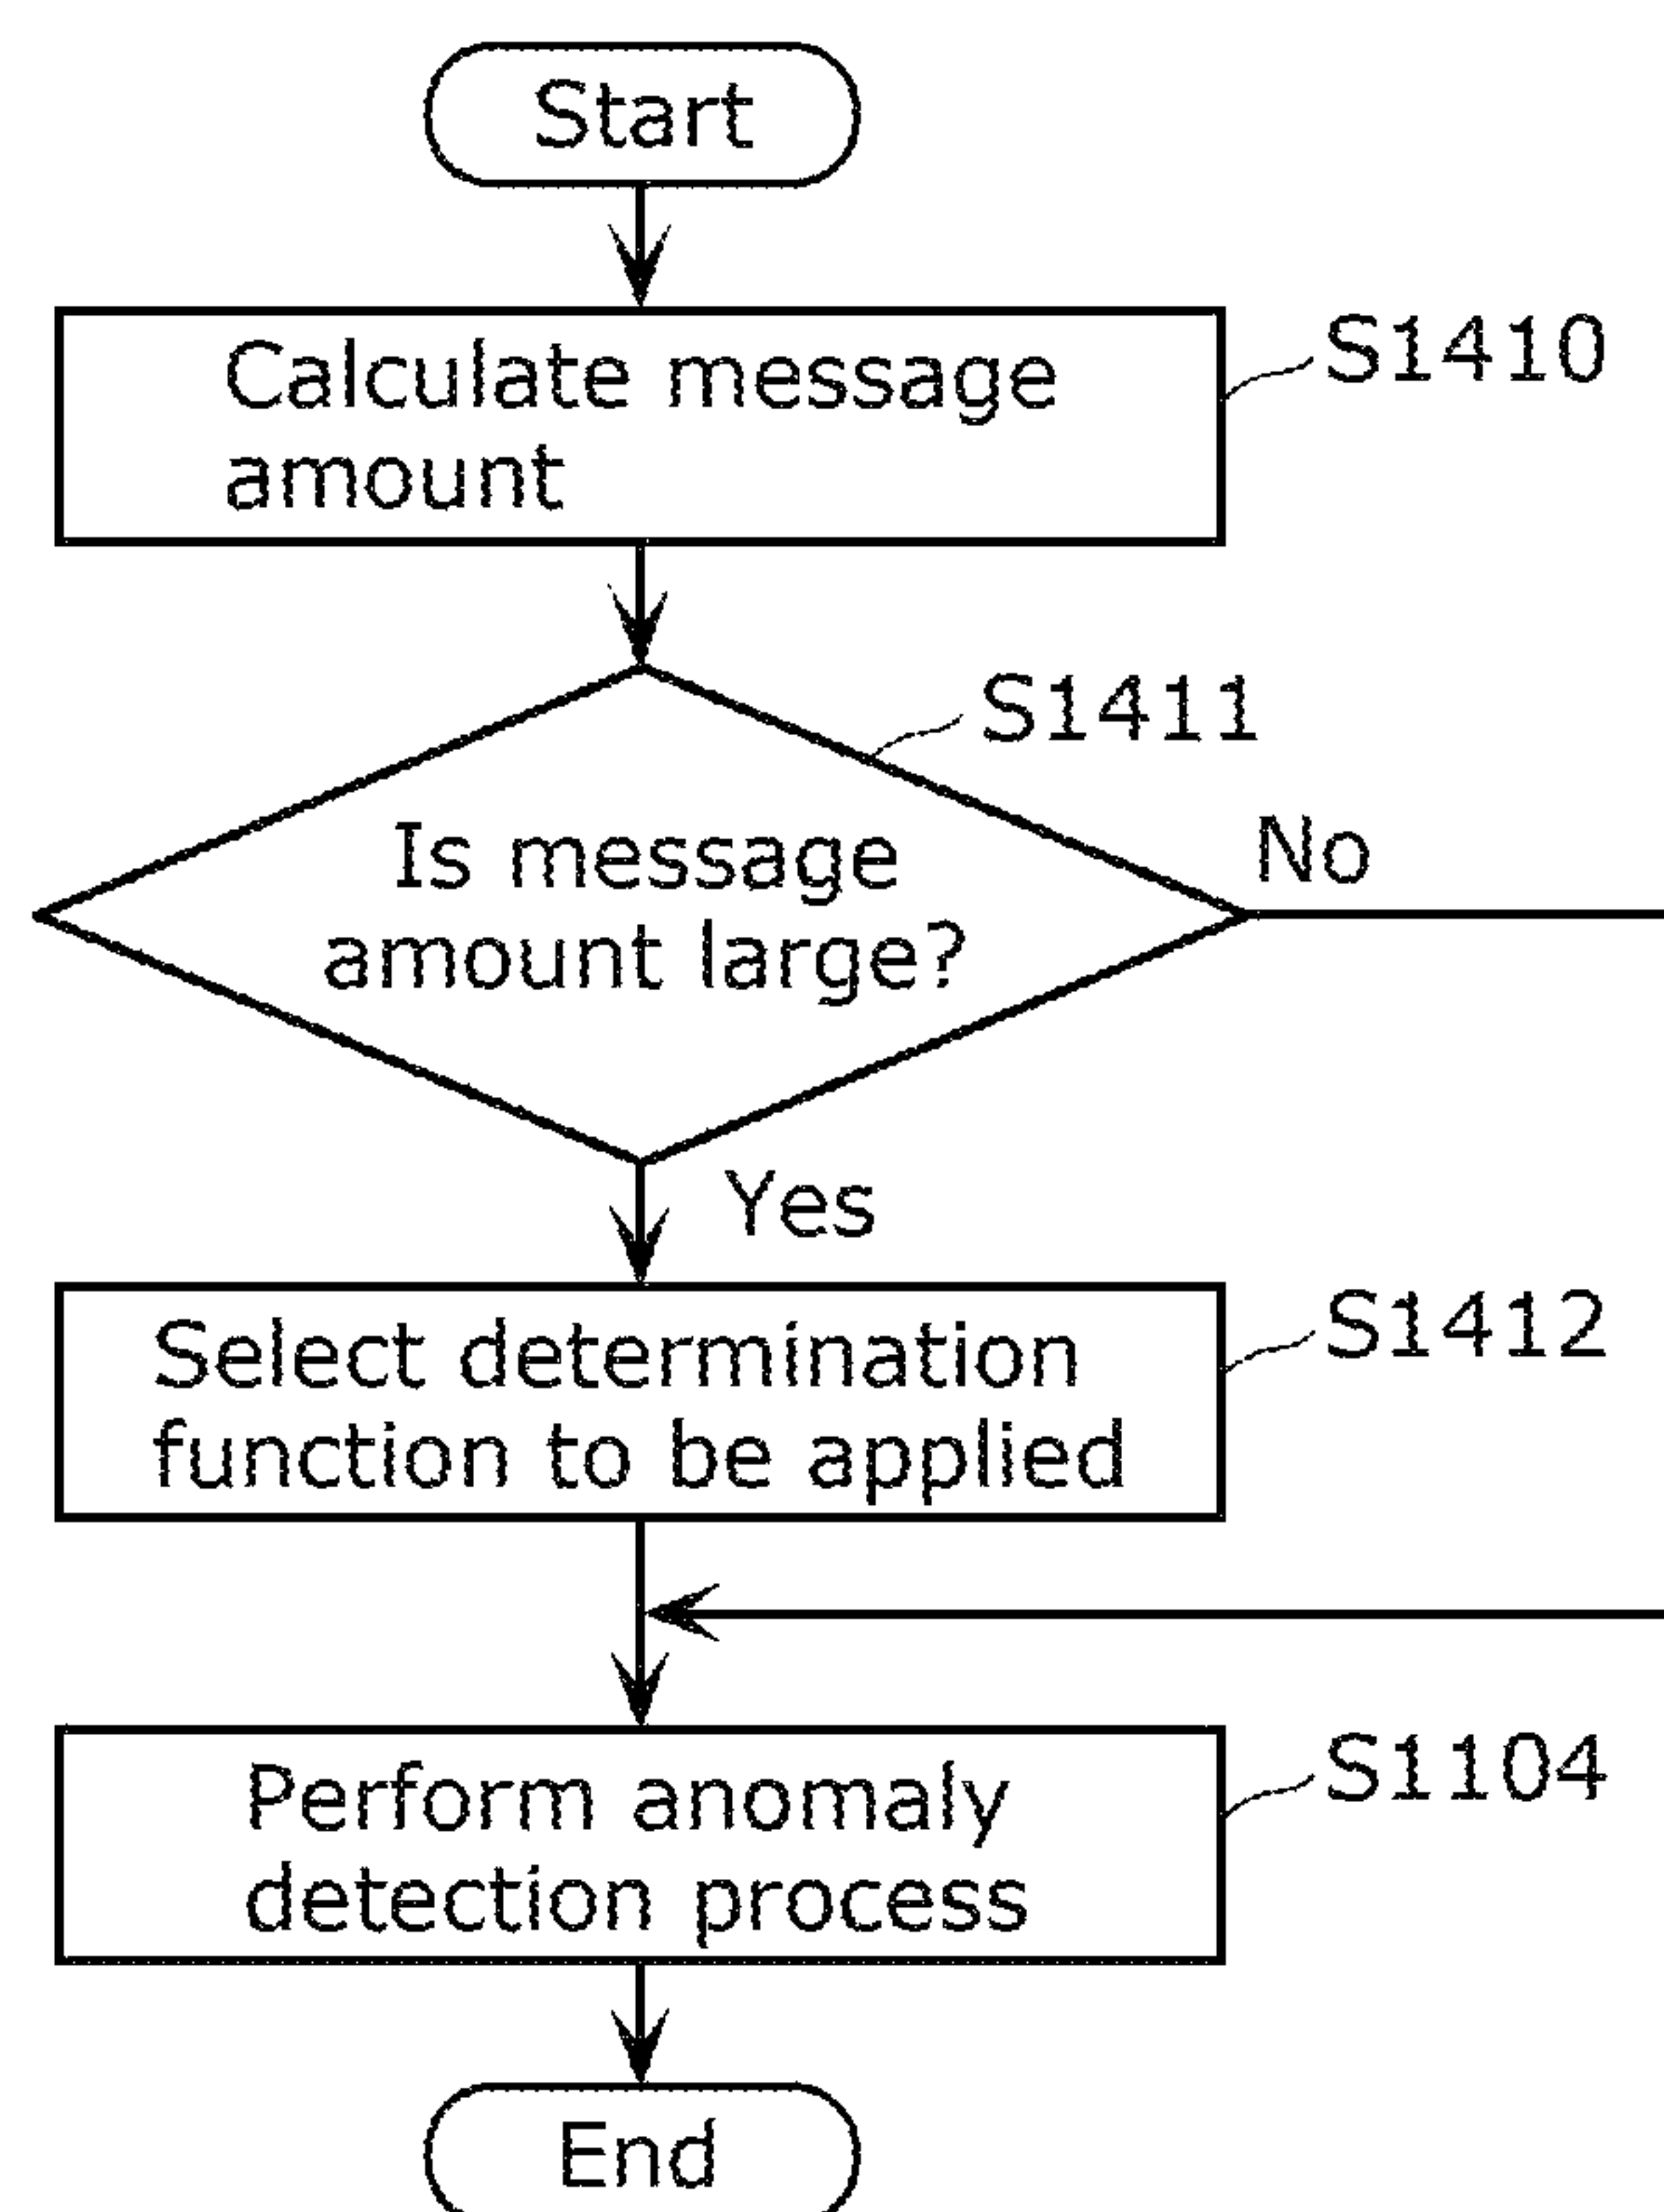 Start
Calculate message
amount
S1410
S1411
Is message
amount large?
No
Yes
Select determination
function to be applied
S1412
Perform anomaly
detection process
S1104
End